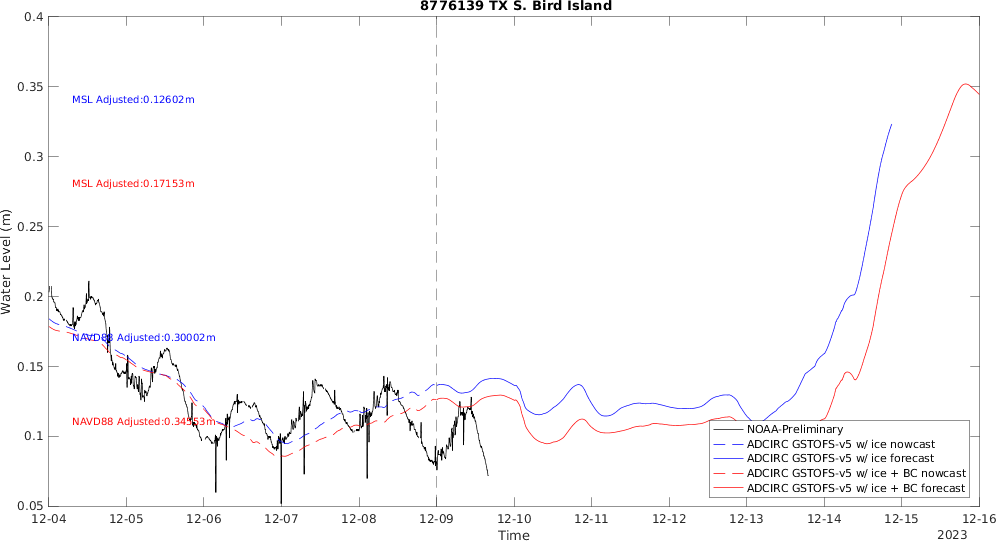 8776139 TX S. Bird Island
Water Level (m)
0.4
0.35
0.3
0.25
0.2
0.15
0.1
0.05
MSL Adjusted:0.12602m
MSL Adjusted:0.17153m
NAVD88 Adjusted:0.30002m
NAVD88 Adjusted:0.34553m
NOAA-Preliminary
ADCIRC GSTOFS-v5 w/ ice nowcast
ADCIRC GSTOFS-v5 w/ ice forecast
ADCIRC GSTOFS-v5 w/ ice + BC nowcast
ADCIRC GSTOFS-v5 w/ ice + BC forecast
12-04 12-05 12-06 12-07 12-08 12-09 12-10 12-11 12-12 12-13 12-14 12-15 12-16
Time
2023